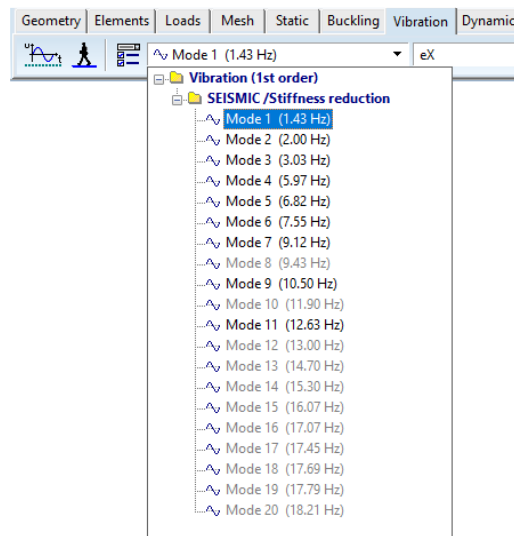 Geometry Elements Loads Mesh Static Buckling Vibration Dynamic
Mode 1 (1.43 Hz) eX
Vibration (1st order)
SEISMIC /Stiffness reduction
Mode 1 (1.43 Hz)
Mode 2 (2.00 Hz)
Mode 3 (3.03 Hz)
Mode 4 (5.97 Hz)
Mode 5 (6.82 Hz)
Mode 6 (7.55 Hz)
Mode 7 (9.12 Hz)
Mode 8 (9.43 Hz)
Mode 9 (10.50 Hz)
Mode 10 (11.90 Hz)
Mode 11 (12.63 Hz)
Mode 12 (13.00 Hz)
Mode 13 (14.70 Hz)
Mode 14 (15.30 Hz)
Mode 15 (16.07 Hz)
Mode 16 (17.07 Hz)
Mode 17 (17.45 Hz)
Mode 18 (17.69 Hz)
Mode 19 (17.79 Hz)
Mode 20 (18.21 Hz)